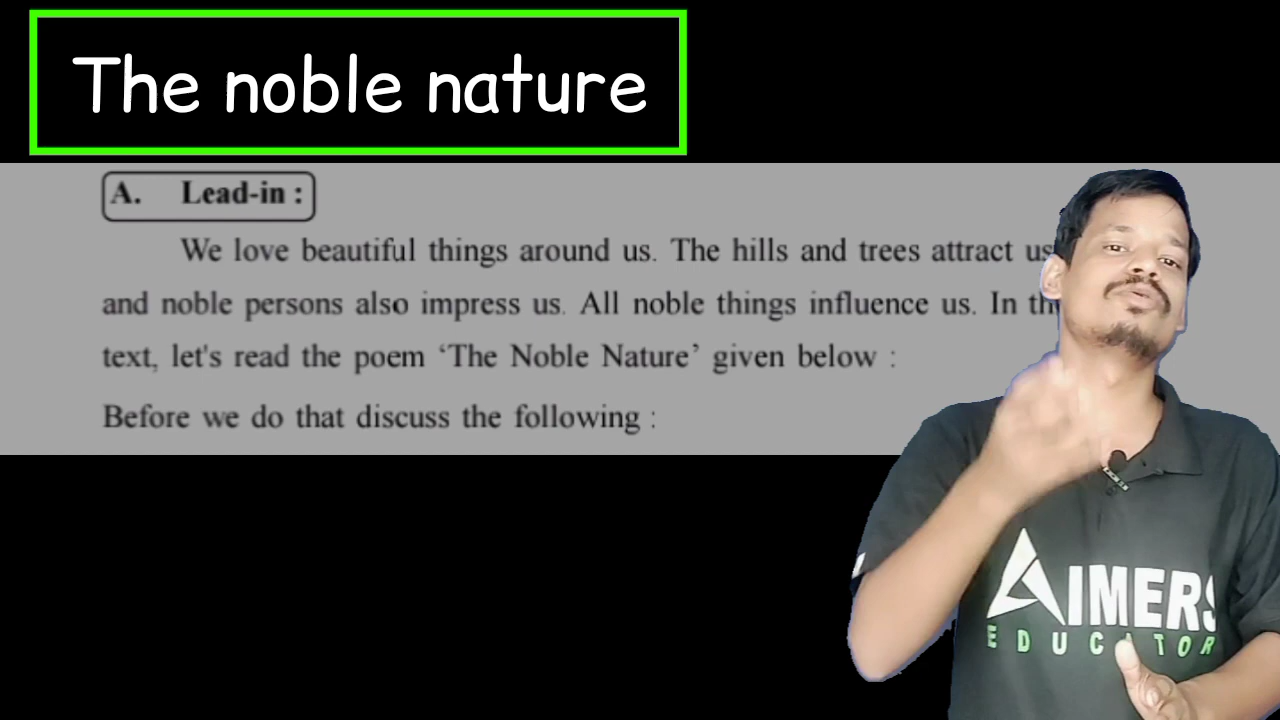 The noble nature
A. Lead-in :
We love beautiful things around us. The hills and trees attract us
and noble persons also impress us. All noble things influence us. In
text, let's read the poem ‘The Noble Nature’ given below :
Before we do that discuss the following :
AIMERS
EDUCATOR